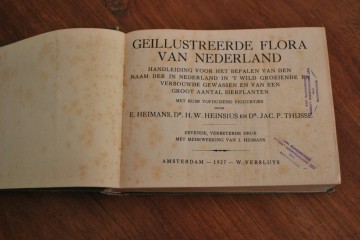 GEÏLLUSTREERDE FLORA
VAN NEDERLAND
HANDLEIDING VOOR HET BEPALEN VAN DEN
NAAM DER IN NEDERLAND IN 'T WILD GROEIENDE EN
VERBOUWDE GEWASSEN EN VAN EEN
GROOT AANTAL SIERPLANTEN
MET RUIM
DOOR
E. HEIMANS, Dr. H. W. HEINSIUS EN Dr. JAC. P. THIJSSE
ZEVENDE, VERBETERDE DRUK
MET MEDEWERKING VAN J. HEIMANS
AMSTERDAM — 1927 — W. VERSLUYS